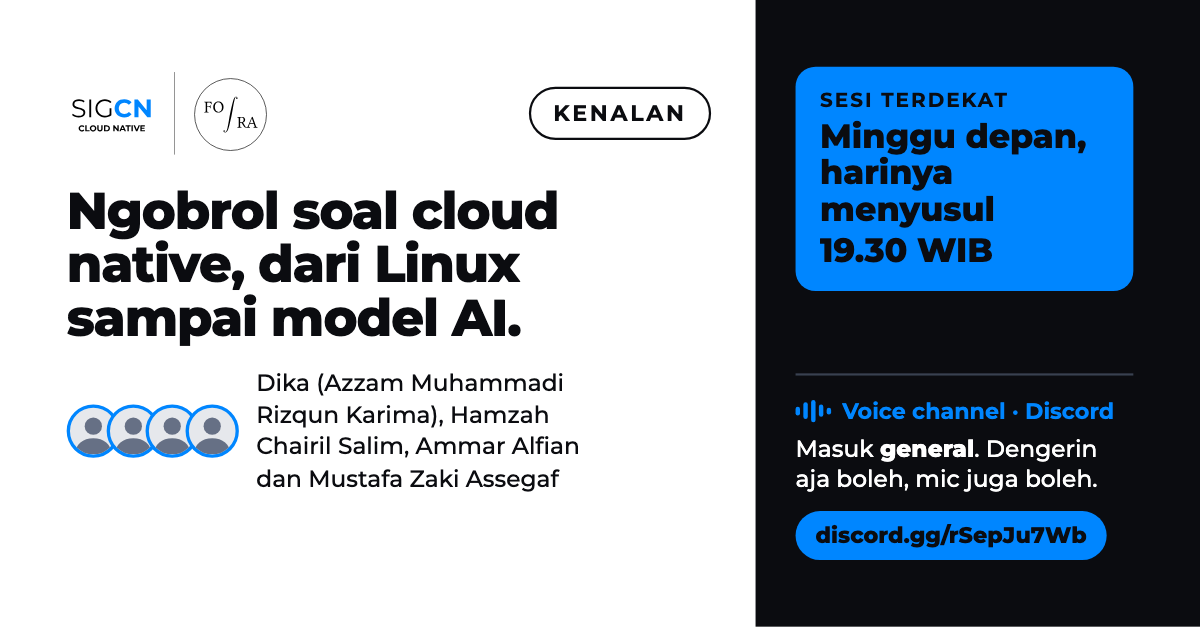 SIGCN
CLOUD NATIVE
FO
RA
KENALAN
Ngobrol soal cloud
native, dari Linux
sampai model AI.
Dika (Azzam Muhammadi
Rizqun Karima), Hamzah
Chairil Salim, Ammar Alfian
dan Mustafa Zaki Assegaf
SESI TERDEKAT
Minggu depan,
harinya
menyusul
19.30 WIB
Voice channel · Discord
Masuk general. Dengerin
aja boleh, mic juga boleh.
discord.gg/rSepJu7Wb